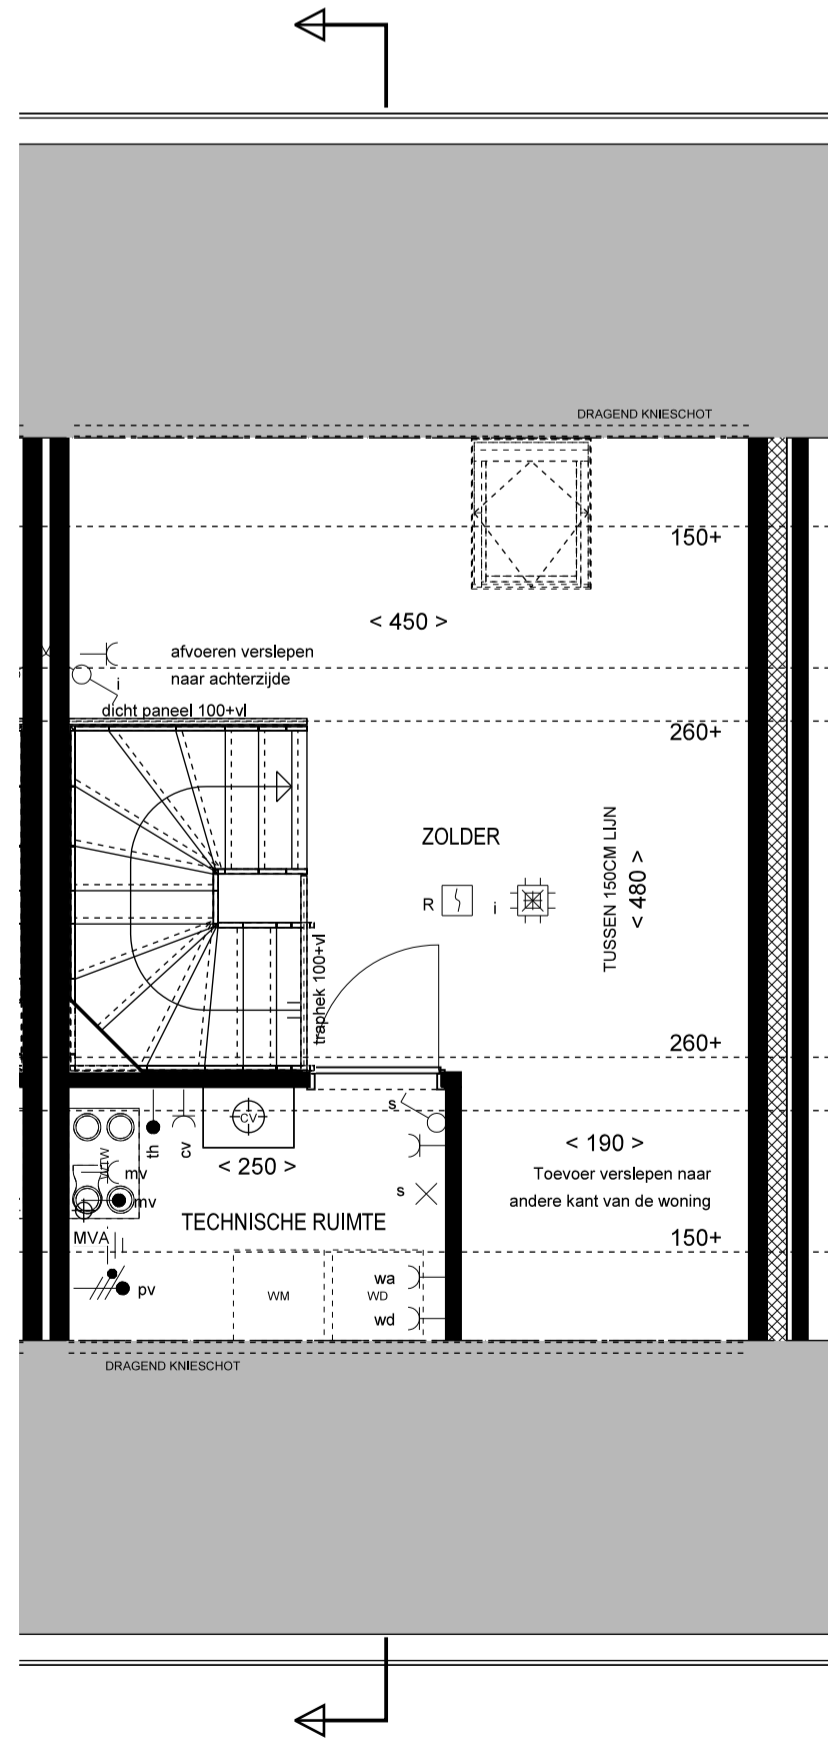 DRAGEND KNIESCHOT
150+
< 450 >
afvoeren verslepen
naar achterzijde
i
dicht paneel 100+vl
260+
ZOLDER
TUSSEN 150CM LIJN
< 480 >
R
i
traphek 100+vl
260+
s
CV
th
cv
< 190 >
WTW
mv
< 250 >
Toevoer verslepen naar
s
mv
andere kant van de woning
TECHNISCHE RUIMTE
MVA
150+
wa
pv
WM
WD
wd
DRAGEND KNIESCHOT